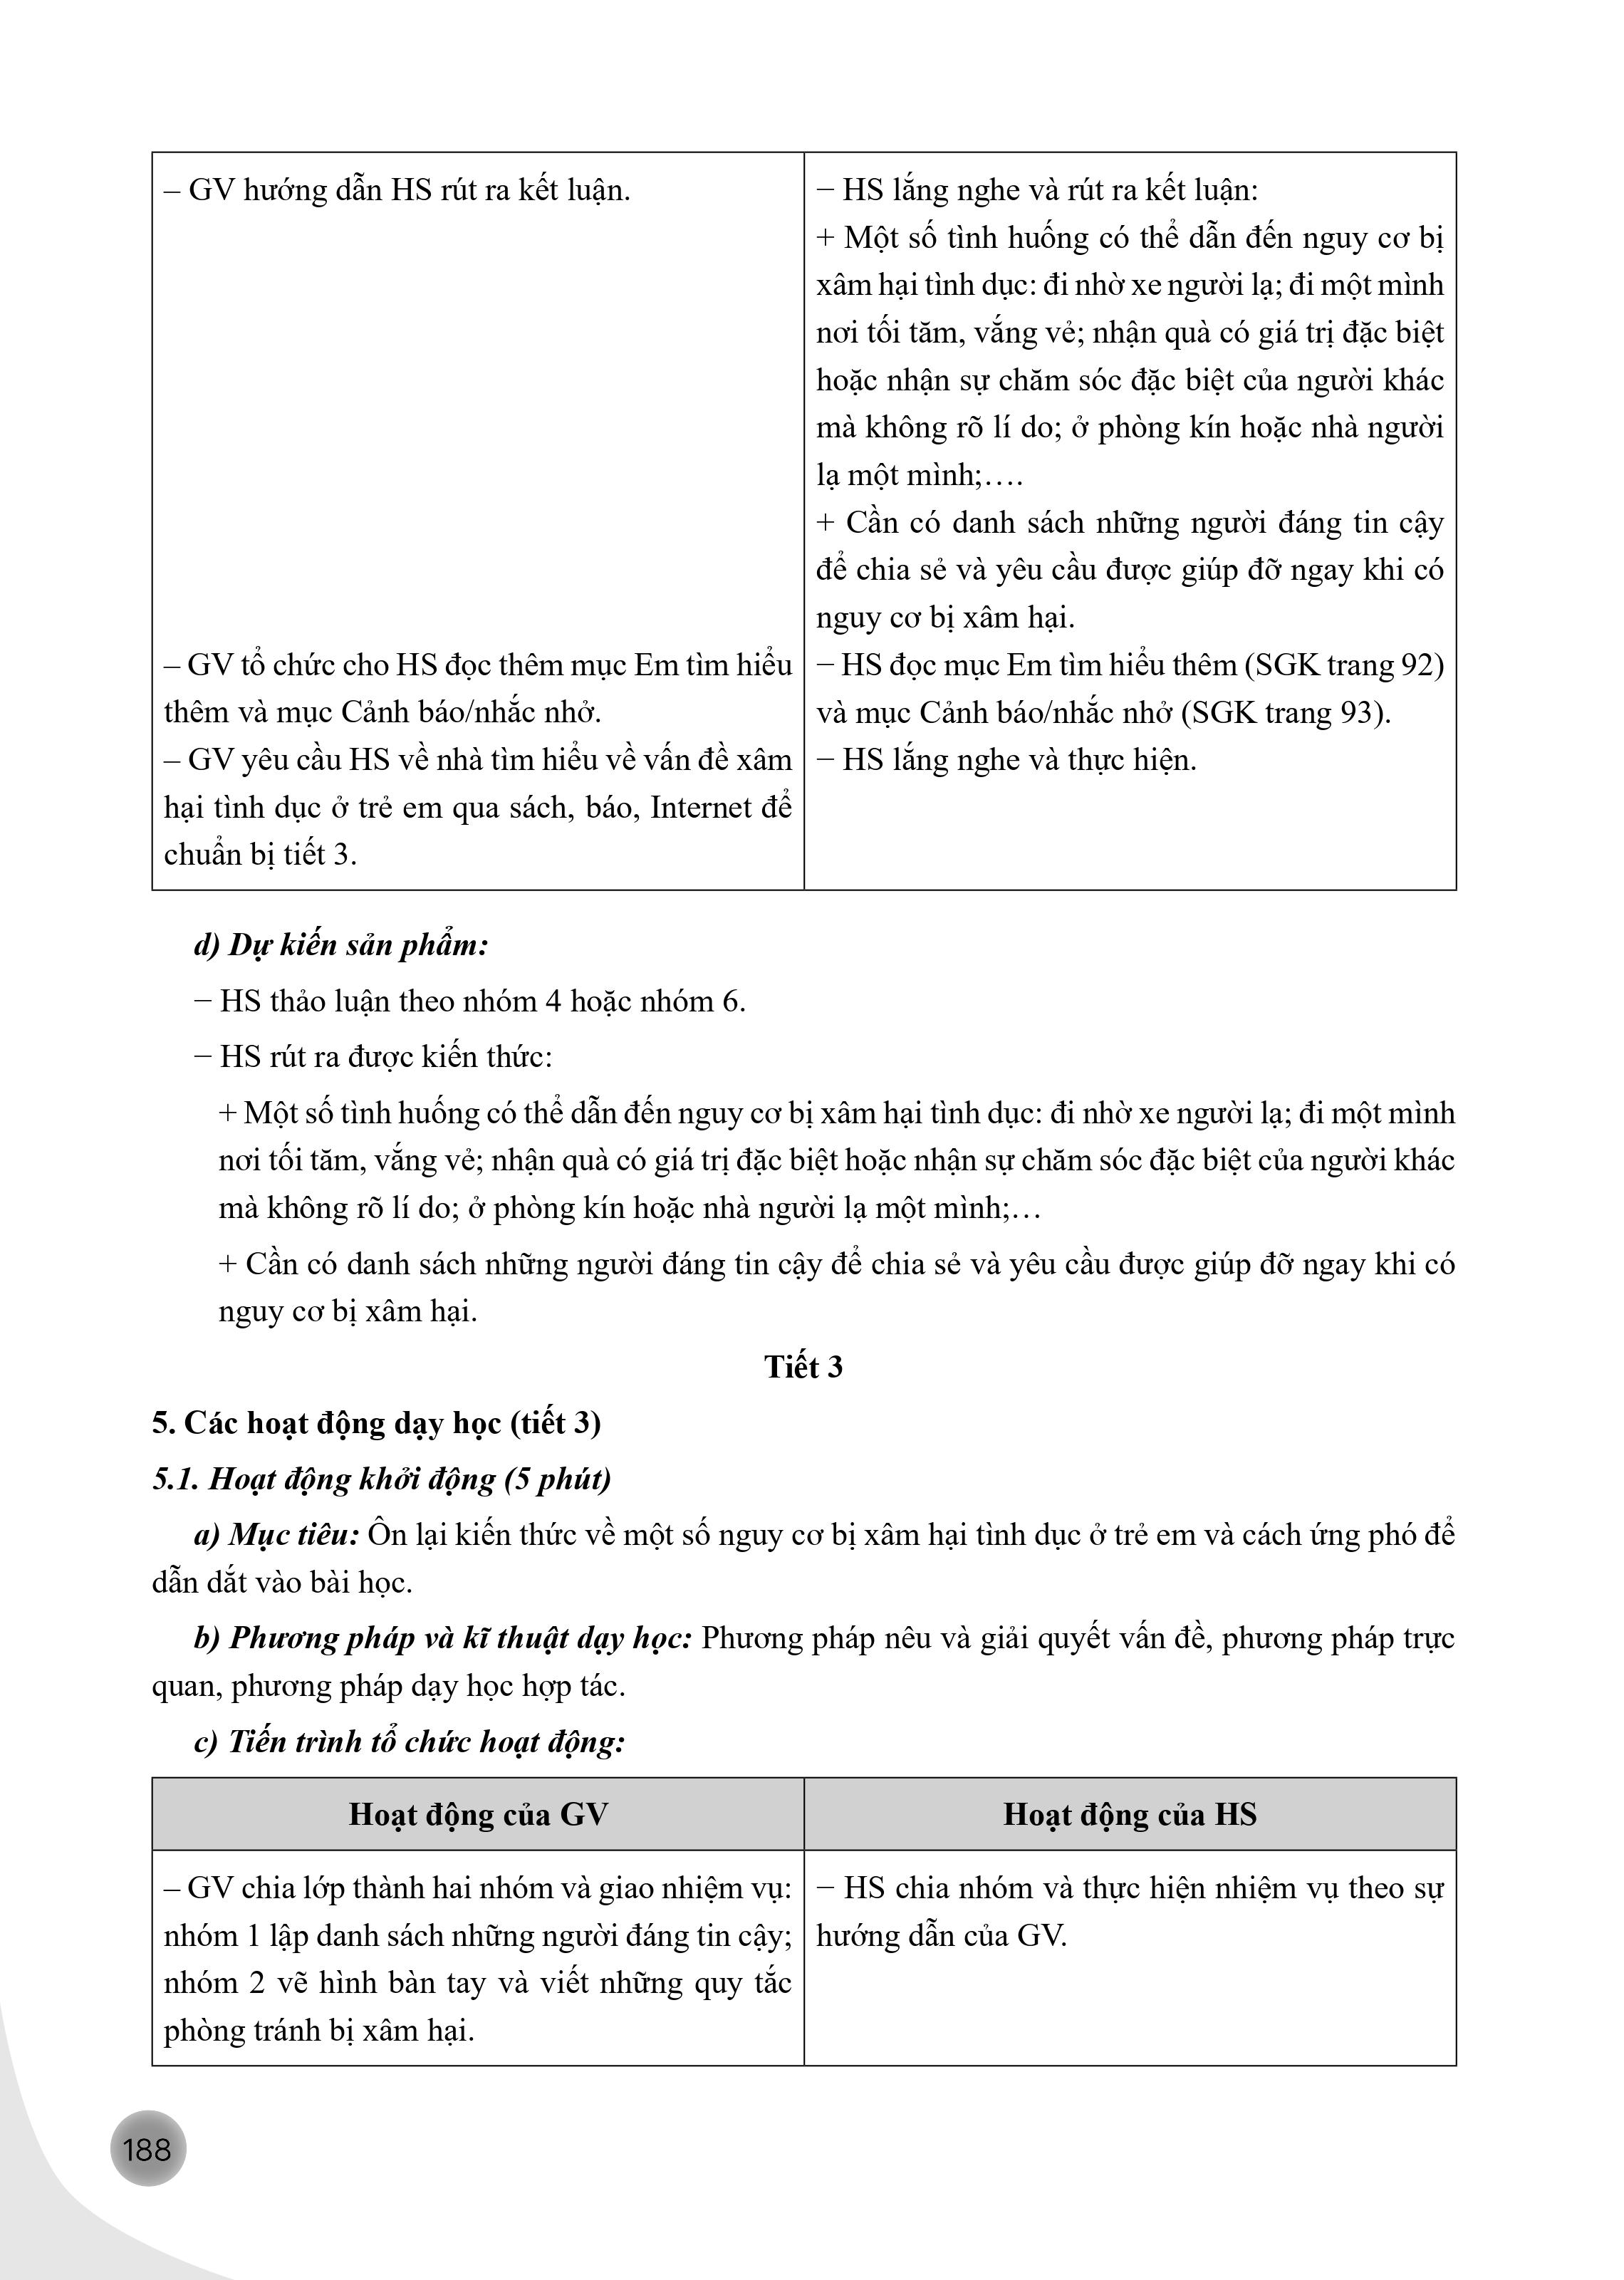 – GV hướng dẫn HS rút ra kết luận.
– GV tổ chức cho HS đọc thêm mục Em tìm hiểu
thêm và mục Cảnh báo/nhắc nhở.
– GV yêu cầu HS về nhà tìm hiểu về vấn đề xâm
hại tình dục ở trẻ em qua sách, báo, Internet để
chuẩn bị tiết 3.
− HS lắng nghe và rút ra kết luận:
+ Một số tình huống có thể dẫn đến nguy cơ bị
xâm hại tình dục: đi nhờ xe người lạ; đi một mình
nơi tối tăm, vắng vẻ; nhận quà có giá trị đặc biệt
hoặc nhận sự chăm sóc đặc biệt của người khác
mà không rõ lí do; ở phòng kín hoặc nhà người
lạ một mình;….
+ Cần có danh sách những người đáng tin cậy
để chia sẻ và yêu cầu được giúp đỡ ngay khi có
nguy cơ bị xâm hại.
− HS đọc mục Em tìm hiểu thêm (SGK trang 92)
và mục Cảnh báo/nhắc nhở (SGK trang 93).
− HS lắng nghe và thực hiện.
d) Dự kiến sản phẩm:
− HS thảo luận theo nhóm 4 hoặc nhóm 6.
− HS rút ra được kiến thức:
+ Một số tình huống có thể dẫn đến nguy cơ bị xâm hại tình dục: đi nhờ xe người lạ; đi một mình
nơi tối tăm, vắng vẻ; nhận quà có giá trị đặc biệt hoặc nhận sự chăm sóc đặc biệt của người khác
mà không rõ lí do; ở phòng kín hoặc nhà người lạ một mình;…
+ Cần có danh sách những người đáng tin cậy để chia sẻ và yêu cầu được giúp đỡ ngay khi có
nguy cơ bị xâm hại.
Tiết 3
5. Các hoạt động dạy học (tiết 3)
5.1. Hoạt động khởi động (5 phút)
a) Mục tiêu: Ôn lại kiến thức về một số nguy cơ bị xâm hại tình dục ở trẻ em và cách ứng phó để
dẫn dắt vào bài học.
b) Phương pháp và kĩ thuật dạy học: Phương pháp nêu và giải quyết vấn đề, phương pháp trực
quan, phương pháp dạy học hợp tác.
c) Tiến trình tổ chức hoạt động:
Hoạt động của GV
Hoạt động của HS
– GV chia lớp thành hai nhóm và giao nhiệm vụ:
nhóm 1 lập danh sách những người đáng tin cậy;
nhóm 2 vẽ hình bàn tay và viết những quy tắc
phòng tránh bị xâm hại.
− HS chia nhóm và thực hiện nhiệm vụ theo sự
hướng dẫn của GV.
188